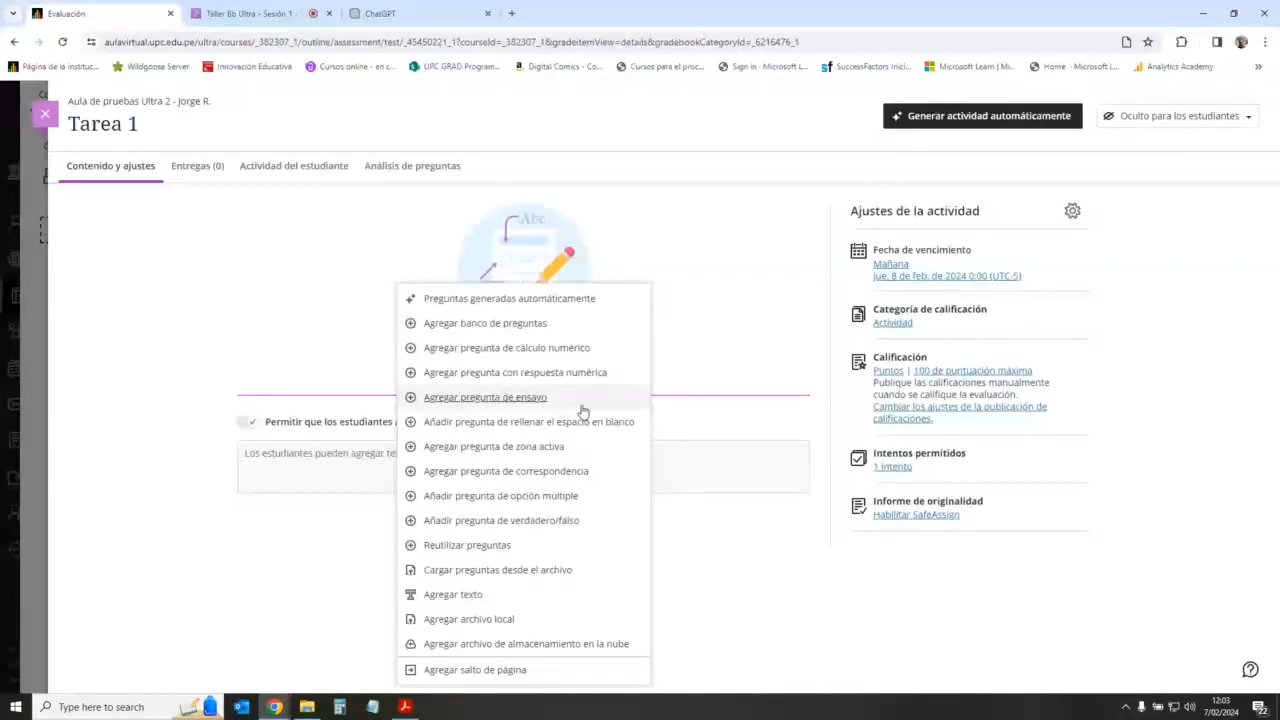 Evaluación
Taller Bb Ultra - Sesión 1 -
ChatGPT
aulavirtual.upc.edu.pe/ultra/courses/_382307_1/outline/assessment/test/_45450221_1?courseId=_382307_1&gradeitemView=details&gradebookCategoryId=_6216476_1
Página de la instituc...
Wildgoose Server
Innovación Educativa
Cursos online - en c...
UPC GRAD Program...
Digital Comics - Co...
Cursos para el proc...
Sign in · Microsoft L...
SuccessFactors Inici...
Microsoft Learn | Mi...
Home · Microsoft L...
Analytics Academy
Aula de pruebas Ultra 2 - Jorge R.
Tarea 1
Generar actividad automáticamente
Oculto para los estudiantes
Contenido y ajustes
Entregas (0)
Actividad del estudiante
Análisis de preguntas
Abc
Preguntas generadas automáticamente
Agregar banco de preguntas
Agregar pregunta de cálculo numérico
Agregar pregunta con respuesta numérica
Agregar pregunta de ensayo
Añadir pregunta de rellenar el espacio en blanco
Agregar pregunta de zona activa
Agregar pregunta de correspondencia
Añadir pregunta de opción múltiple
Añadir pregunta de verdadero/falso
Reutilizar preguntas
Cargar preguntas desde el archivo
Agregar texto
Agregar archivo local
Agregar archivo de almacenamiento en la nube
Agregar salto de página
Permitir que los estudiantes
Los estudiantes pueden agregar te
Ajustes de la actividad
Fecha de vencimiento
Mañana
jue, 8 de feb. de 2024 0:00 (UTC-5)
Categoría de calificación
Actividad
Calificación
Puntos | 100 de puntuación máxima
Publique las calificaciones manualmente
cuando se califique la evaluación.
Cambiar los ajustes de la publicación de
calificaciones.
Intentos permitidos
1 intento
Informe de originalidad
Habilitar SafeAssign
Type here to search
12:03
7/02/2024
22